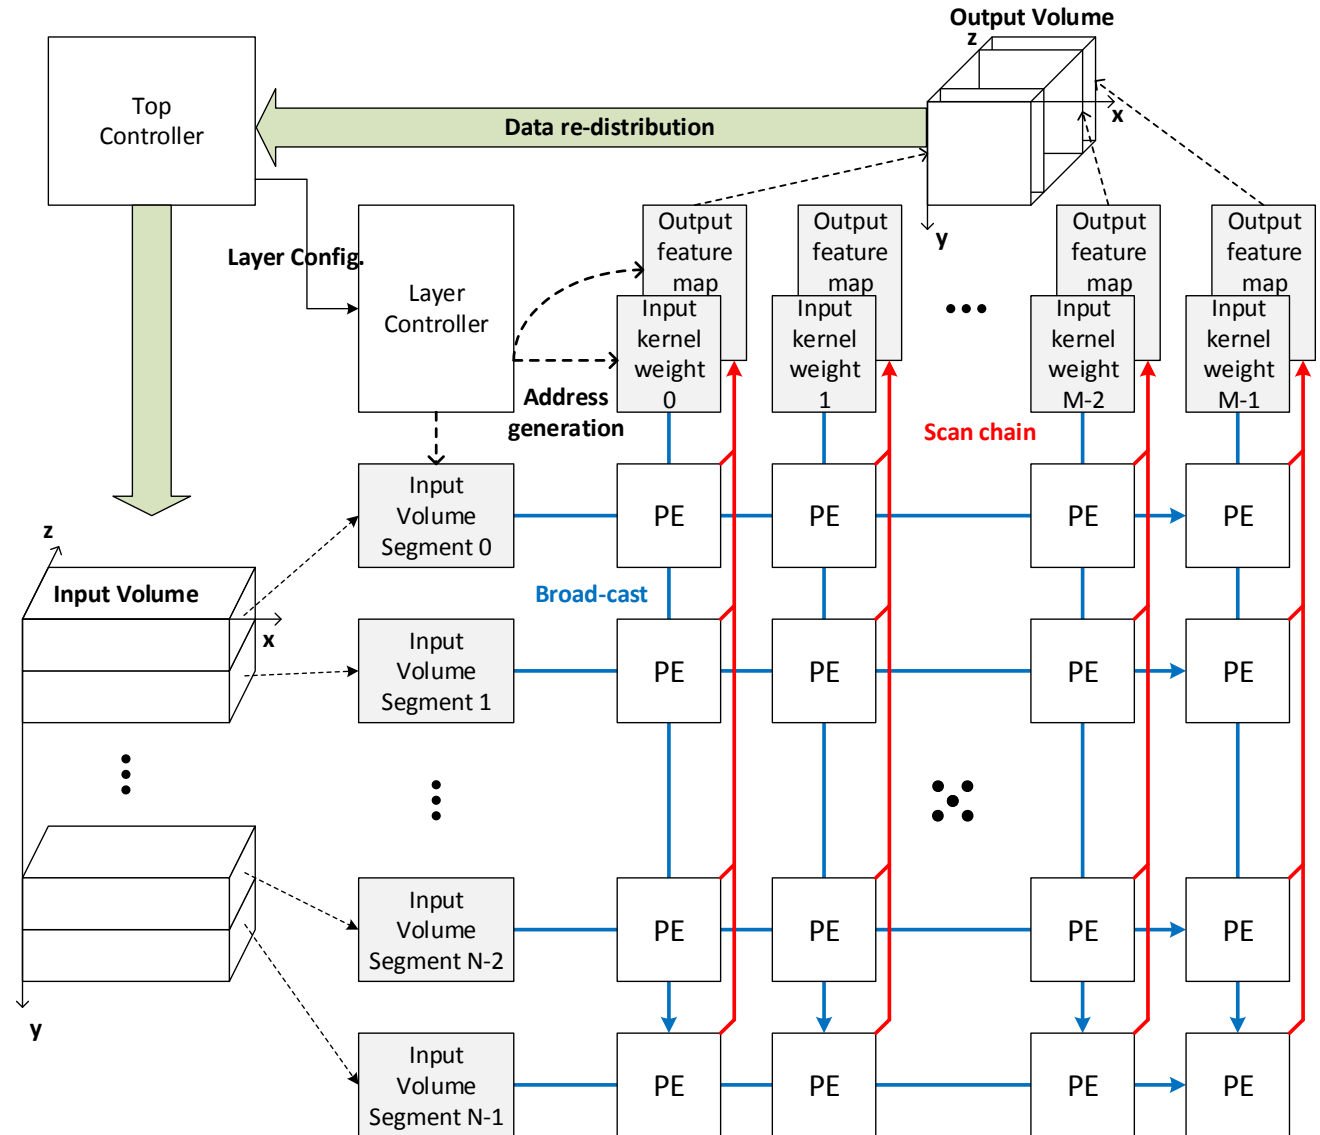 Output Volume
z
Top
Controller
Data re-distribution
x
y
Layer Config.
Layer
Controller
Output
feature
map
Output
feature
map
Output
feature
map
Output
feature
map
Input
kernel
weight
0
Input
kernel
weight
1
Input
kernel
weight
M-2
Input
kernel
weight
M-1
Address
generation
Scan chain
Input
Volume
Segment 0
PE
PE
PE
PE
z
Input Volume
x
Broad-cast
Input
Volume
Segment 1
PE
PE
PE
PE
Input
Volume
Segment N-2
PE
PE
PE
PE
y
Input
Volume
Segment N-1
PE
PE
PE
PE